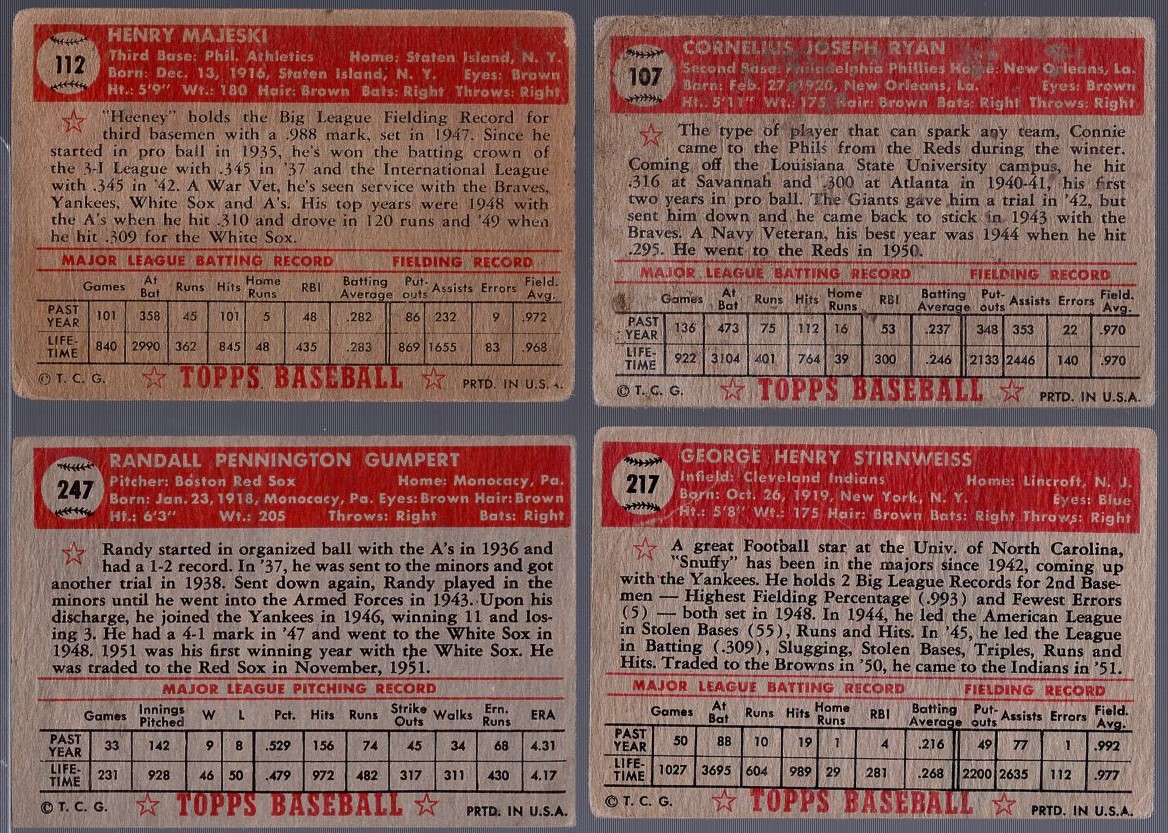 112
HENRY MAJESKI
Third Base: Phil. Athletics Home: Staten Island, N. Y.
Born: Dec. 13, 1916, Staten Island, N. Y. Eyes: Brown
Ht.: 5'9" Wt.: 180 Hair: Brown Bats: Right Throws: Right
"Heeney" holds the Big League Fielding Record for
third basemen with a .988 mark, set in 1947. Since he
started in pro ball in 1935, he's won the batting crown of
the 3-I League with .345 in '37 and the International League
with .345 in '42. A War Vet, he's seen service with the Braves,
Yankees, White Sox and A's. His top years were 1948 with
the A's when he hit .310 and drove in 120 runs and '49 when
he hit .309 for the White Sox.
MAJOR LEAGUE BATTING RECORD FIELDING RECORD
Games At Bat Runs Hits Home Runs RBI Batting Average Put-outs Assists Errors Field. Avg.
PAST YEAR 101 358 45 101 5 48 .282 86 232 9 .972
LIFE-TIME 840 2990 362 845 48 435 .283 869 1655 83 .968
© T. C. G. TOPPS BASEBALL PRTD. IN U.S.A.
107
CORNELIUS JOSEPH RYAN
Second Base: Philadelphia Phillies Home: New Orleans, La.
Born: Feb. 27, 1920, New Orleans, La. Eyes: Brown
Ht.: 5'11" Wt.: 175 Hair: Brown Bats: Right Throws: Right
The type of player that can spark any team, Connie
came to the Phils from the Reds during the winter.
Coming off the Louisiana State University campus, he hit
.316 at Savannah and .300 at Atlanta in 1940-41, his first
two years in pro ball. The Giants gave him a trial in '42, but
sent him down and he came back to stick in 1943 with the
Braves. A Navy Veteran, his best year was 1944 when he hit
.295. He went to the Reds in 1950.
MAJOR LEAGUE BATTING RECORD FIELDING RECORD
Games At Bat Runs Hits Home Runs RBI Batting Average Put-outs Assists Errors Field. Avg.
PAST YEAR 136 473 75 112 16 53 .237 348 353 22 .970
LIFE-TIME 922 3104 401 764 39 300 .246 2133 2446 140 .970
© T. C. G. TOPPS BASEBALL PRTD. IN U.S.A.
247
RANDALL PENNINGTON GUMPERT
Pitcher: Boston Red Sox Home: Monocacy, Pa.
Born: Jan. 23, 1918, Monocacy, Pa. Eyes: Brown Hair: Brown
Ht.: 6'3" Wt.: 205 Throws: Right Bats: Right
Randy started in organized ball with the A's in 1936 and
had a 1-2 record. In '37, he was sent to the minors and got
another trial in 1938. Sent down again, Randy played in the
minors until he went into the Armed Forces in 1943. Upon his
discharge, he joined the Yankees in 1946, winning 11 and los-
ing 3. He had a 4-1 mark in '47 and went to the White Sox in
1948. 1951 was his first winning year with the White Sox. He
was traded to the Red Sox in November, 1951.
MAJOR LEAGUE PITCHING RECORD
Games Innings Pitched W L Pct. Hits Runs Strike Outs Walks Ern. Runs ERA
PAST YEAR 33 142 9 8 .529 156 74 45 34 68 4.31
LIFE-TIME 231 928 46 50 .479 972 482 317 311 430 4.17
© T. C. G. TOPPS BASEBALL PRTD. IN U.S.A.
217
GEORGE HENRY STIRNWEISS
Infield: Cleveland Indians Home: Lincroft, N. J.
Born: Oct. 26, 1919, New York, N. Y. Eyes: Blue
Ht.: 5'8" Wt.: 175 Hair: Brown Bats: Right Throws: Right
A great Football star at the Univ. of North Carolina,
"Snuffy" has been in the majors since 1942, coming up
with the Yankees. He holds 2 Big League Records for 2nd Base-
men — Highest Fielding Percentage (.993) and Fewest Errors
(5) — both set in 1948. In 1944, he led the American League
in Stolen Bases (55), Runs and Hits. In '45, he led the League
in Batting (.309), Slugging, Stolen Bases, Triples, Runs and
Hits. Traded to the Browns in '50, he came to the Indians in '51.
MAJOR LEAGUE BATTING RECORD FIELDING RECORD
Games At Bat Runs Hits Home Runs RBI Batting Average Put-outs Assists Errors Field. Avg.
PAST YEAR 50 88 10 19 1 4 .216 49 77 1 .992
LIFE-TIME 1027 3695 604 989 29 281 .268 2200 2635 112 .977
© T. C. G. TOPPS BASEBALL PRTD. IN U.S.A.